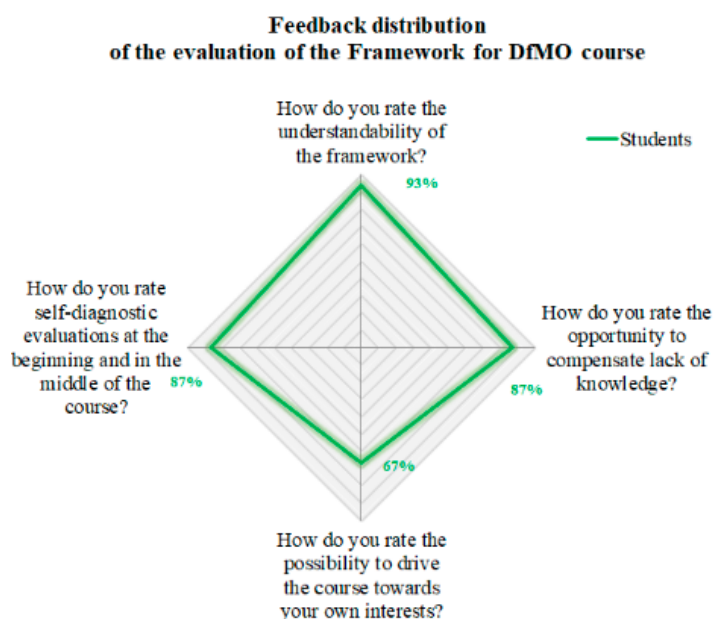 Feedback distribution
of the evaluation of the Framework for DfMO course
How do you rate the
understandability of
the framework?
Students
93%
How do you rate
self-diagnostic
evaluations at the
beginning and in the
middle of the
course?
87%
How do you rate the
opportunity to
compensate lack of
knowledge?
87%
67%
How do you rate the
possibility to drive
the course towards
your own interests?